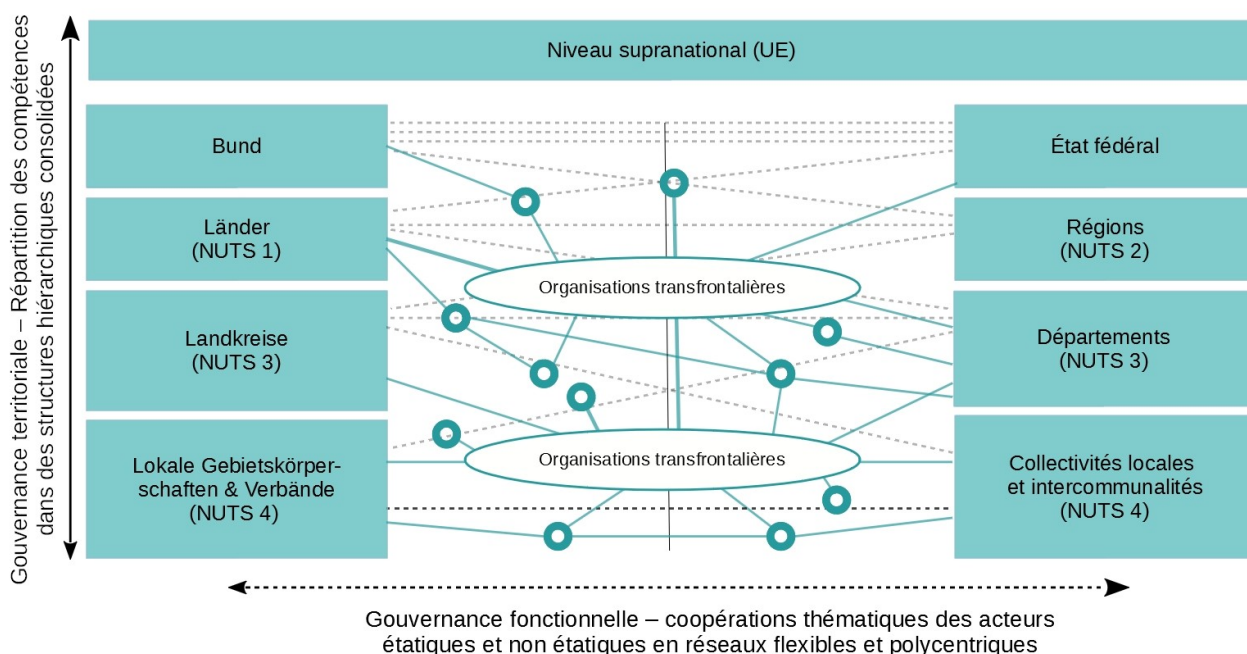 Gouvernance territoriale – Répartition des compétences
dans des structures hiérarchiques consolidées
Niveau supranational (UE)
Bund
État fédéral
Länder
(NUTS 1)
Régions
(NUTS 2)
Organisations transfrontalières
Landkreise
(NUTS 3)
Départements
(NUTS 3)
Lokale Gebietskörper-
schaften & Verbände
(NUTS 4)
Organisations transfrontalières
Collectivités locales
et intercommunalités
(NUTS 4)
Gouvernance fonctionnelle – coopérations thématiques des acteurs
étatiques et non étatiques en réseaux flexibles et polycentriques